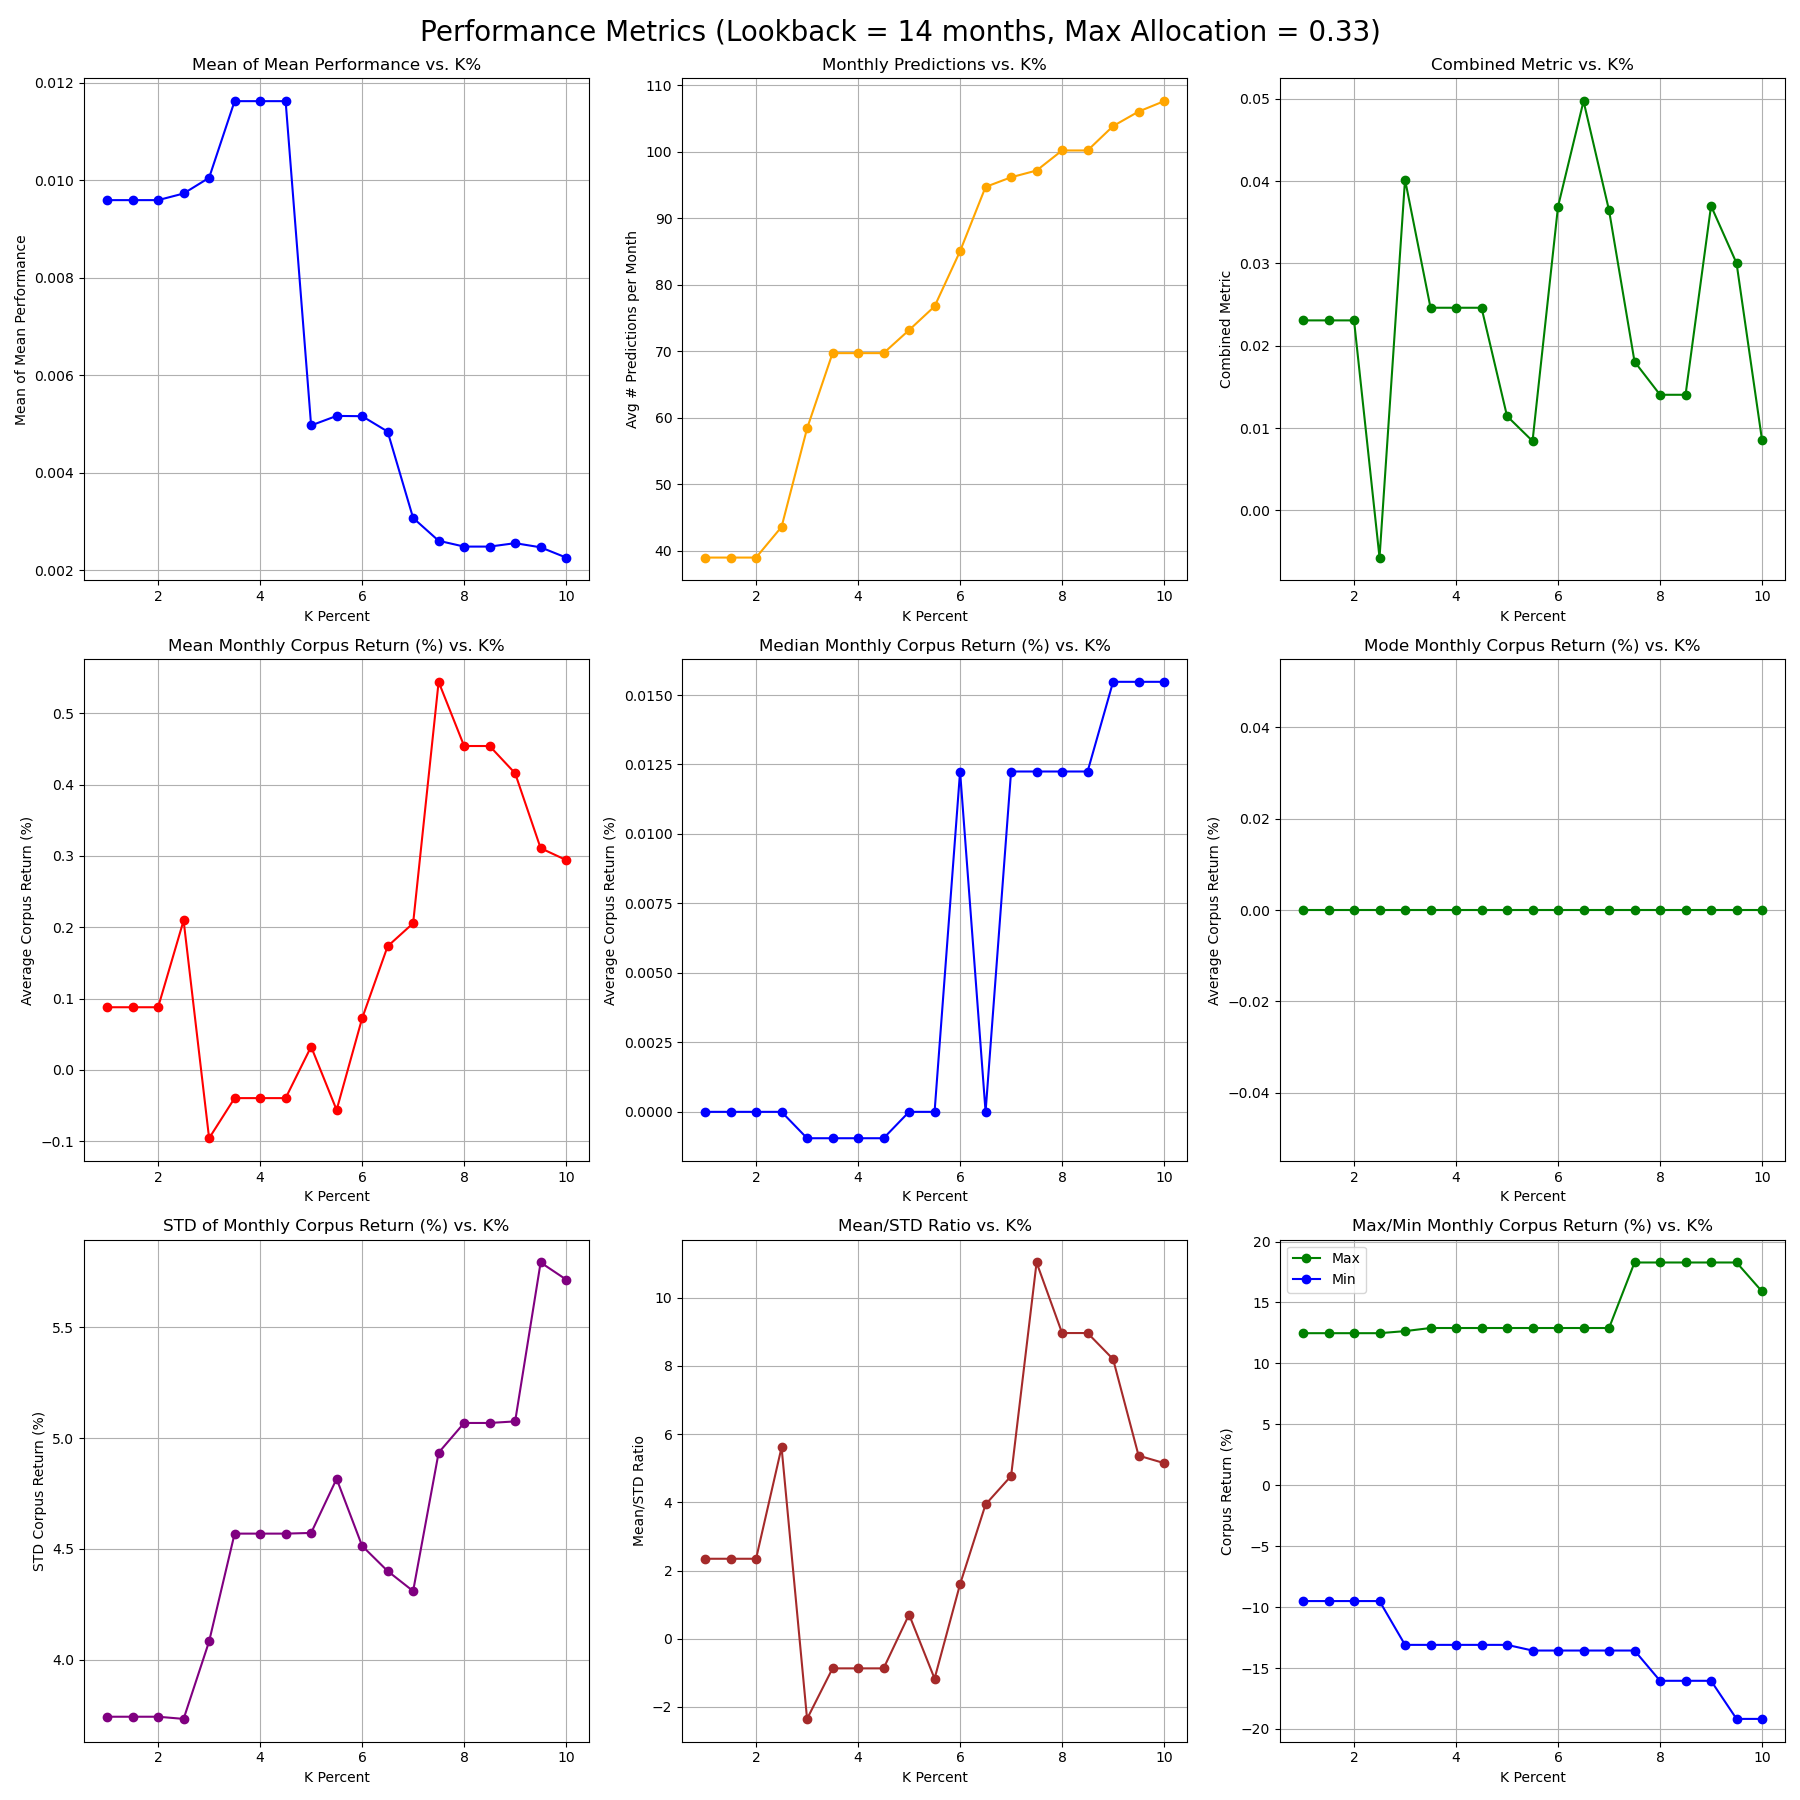 Performance Metrics (Lookback = 14 months, Max Allocation = 0.33)
Mean of Mean Performance vs. K%
Mean of Mean Performance
0.012
0.010
0.008
0.006
0.004
0.002
2 4 6 8 10
K Percent
Monthly Predictions vs. K%
Avg # Predictions per Month
110
100
90
80
70
60
50
40
2 4 6 8 10
K Percent
Combined Metric vs. K%
Combined Metric
0.05
0.04
0.03
0.02
0.01
0.00
2 4 6 8 10
K Percent
Mean Monthly Corpus Return (%) vs. K%
Average Corpus Return (%)
0.5
0.4
0.3
0.2
0.1
0.0
−0.1
2 4 6 8 10
K Percent
Median Monthly Corpus Return (%) vs. K%
Average Corpus Return (%)
0.0150
0.0125
0.0100
0.0075
0.0050
0.0025
0.0000
2 4 6 8 10
K Percent
Mode Monthly Corpus Return (%) vs. K%
Average Corpus Return (%)
0.04
0.02
0.00
−0.02
−0.04
2 4 6 8 10
K Percent
STD of Monthly Corpus Return (%) vs. K%
STD Corpus Return (%)
5.5
5.0
4.5
4.0
2 4 6 8 10
K Percent
Mean/STD Ratio vs. K%
Mean/STD Ratio
10
8
6
4
2
0
−2
2 4 6 8 10
K Percent
Max/Min Monthly Corpus Return (%) vs. K%
Corpus Return (%)
Max
Min
20
15
10
5
0
−5
−10
−15
−20
2 4 6 8 10
K Percent